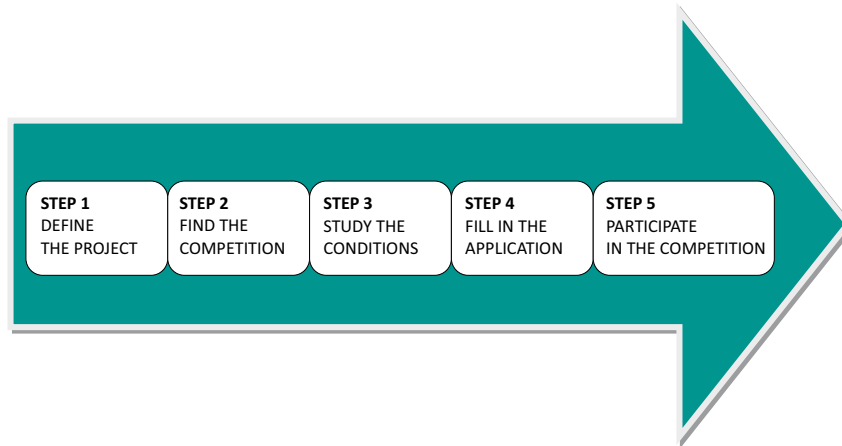 STEP 1
DEFINE
THE PROJECT
STEP 2
FIND THE
COMPETITION
STEP 3
STUDY THE
CONDITIONS
STEP 4
FILL IN THE
APPLICATION
STEP 5
PARTICIPATE
IN THE COMPETITION